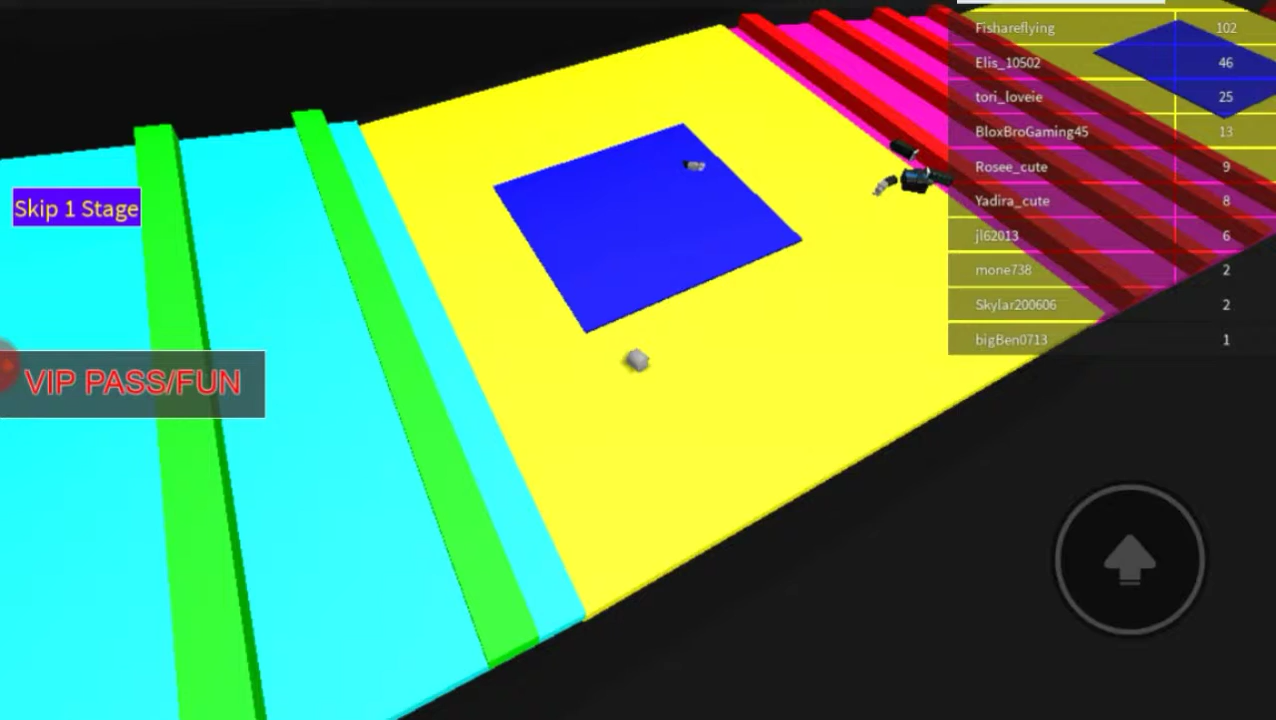 Fishareflying 102
Elis_10502 46
tori_loveie 25
BloxBroGaming45 13
Rosee_cute 9
Yadira_cute 8
jl62013 6
mone738 2
Skylar200606 2
bigBen0713 1
Skip 1 Stage
VIP PASS/FUN